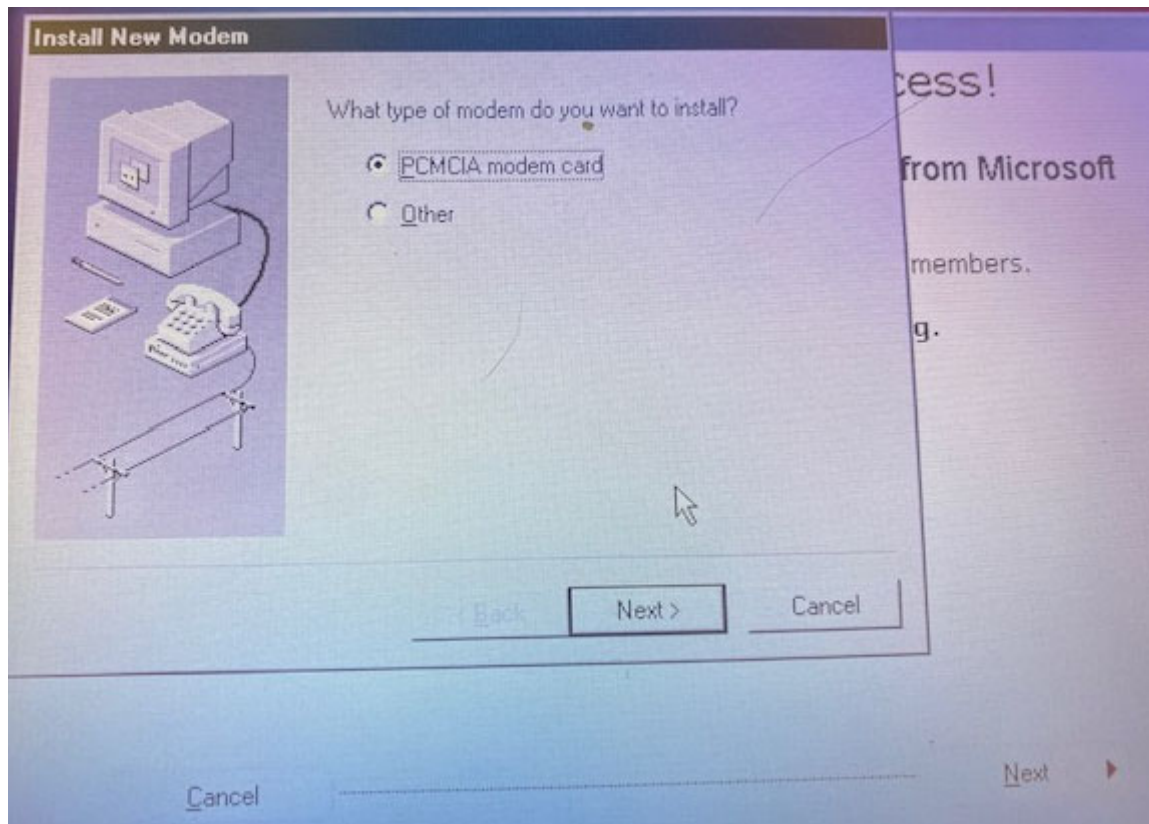 Install New Modem
What type of modem do you want to install?
PCMCIA modem card
Other
< Back
Next >
Cancel
cess!
from Microsoft
members.
g.
Cancel
Next